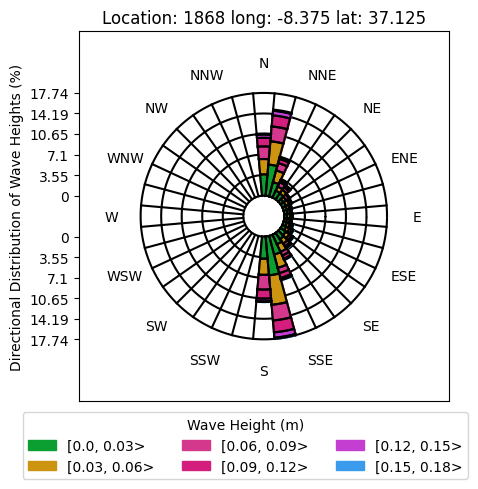 Location: 1868 long: -8.375 lat: 37.125
N
NNW
NNE
NW
NE
WNW
ENE
W
E
WSW
ESE
SW
SE
SSW
SSE
S
17.74
14.19
10.65
7.1
3.55
0
0
3.55
7.1
10.65
14.19
17.74
Directional Distribution of Wave Heights (%)
Wave Height (m)
[0.0, 0.03> [0.06, 0.09> [0.12, 0.15>
[0.03, 0.06> [0.09, 0.12> [0.15, 0.18>